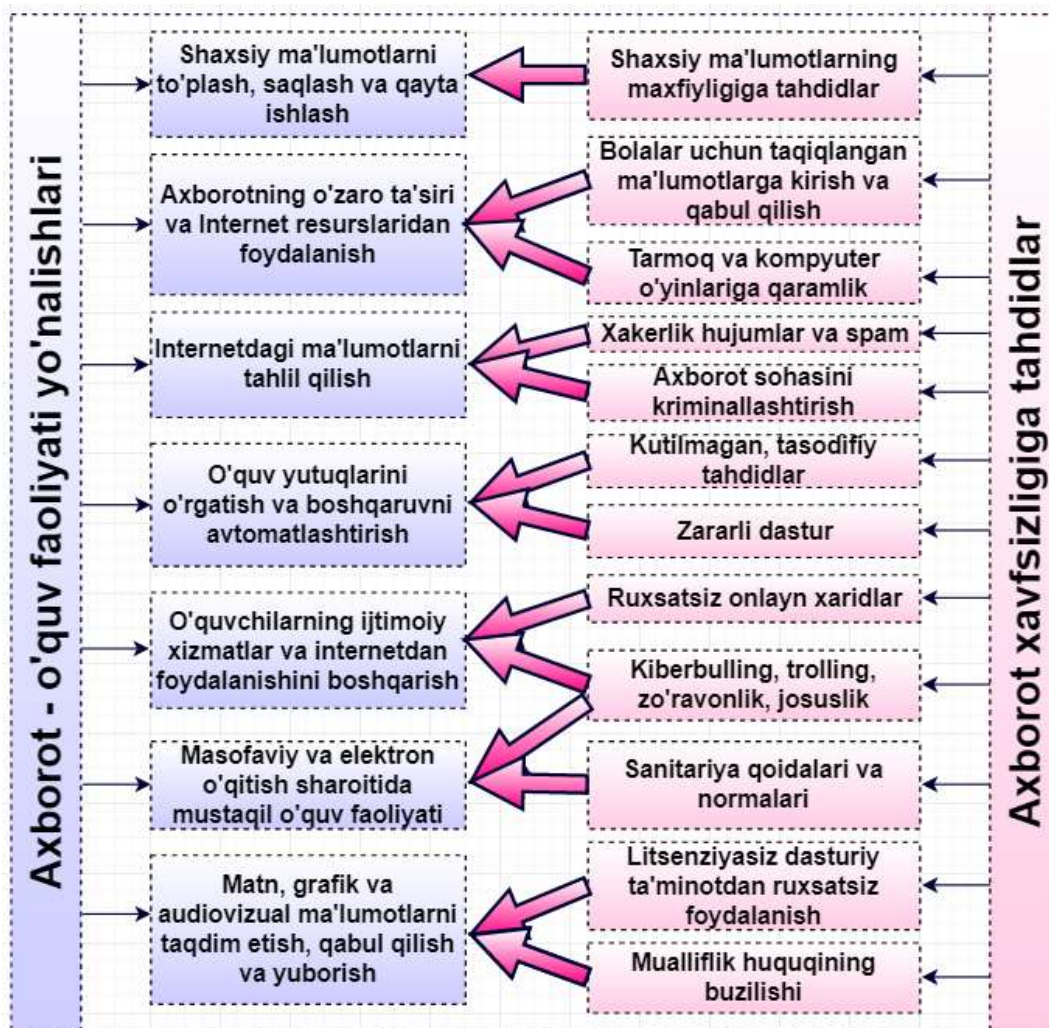 Axborot - o'quv faoliyati yo'nalishlari
Shaxsiy ma'lumotlarni
to'plash, saqlash va qayta
ishlash
Axborotning o'zaro ta'siri
va Internet resurslaridan
foydalanish
Internetdagi ma'lumotlarni
tahlil qilish
O'quv yutuqlarini
o'rgatish va boshqaruvni
avtomatlashtirish
O'quvchilarning ijtimoiy
xizmatlar va internetdan
foydalanishini boshqarish
Masofaviy va elektron
o'qitish sharoitida
mustaqil o'quv faoliyati
Matn, grafik va
audiovizual ma'lumotlarni
taqdim etish, qabul qilish
va yuborish
Shaxsiy ma'lumotlarning
maxfiyligiga tahdidlar
Bolalar uchun taqiqlangan
ma'lumotlarga kirish va
qabul qilish
Tarmoq va kompyuter
o'yinlariga qaramlik
Xakerlik hujumlar va spam
Axborot sohasini
kriminallashtirish
Kutilmagan, tasodifiy
tahdidlar
Zararli dastur
Ruxsatsiz onlayn xaridlar
Kiberbulling, trolling,
zo'ravonlik, josuslik
Sanitariya qoidalari va
normalari
Litsenziyasiz dasturiy
ta'minotdan ruxsatsiz
foydalanish
Mualliflik huquqining
buzilishi
Axborot xavfsizligiga tahdidlar